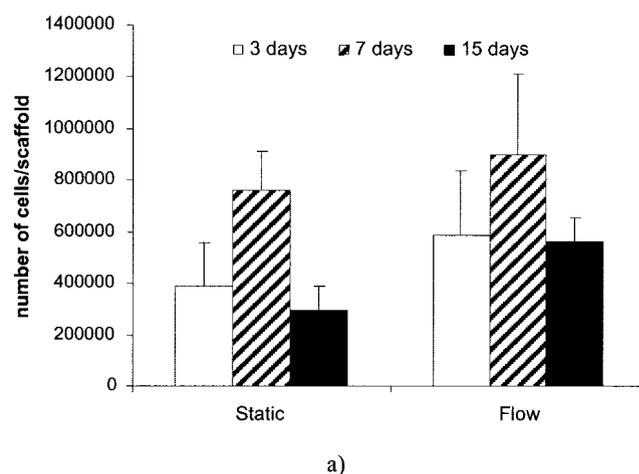 1400000
1200000
1000000
800000
600000
400000
200000
0
number of cells/scaffold
3 days 7 days 15 days
Static Flow
a)